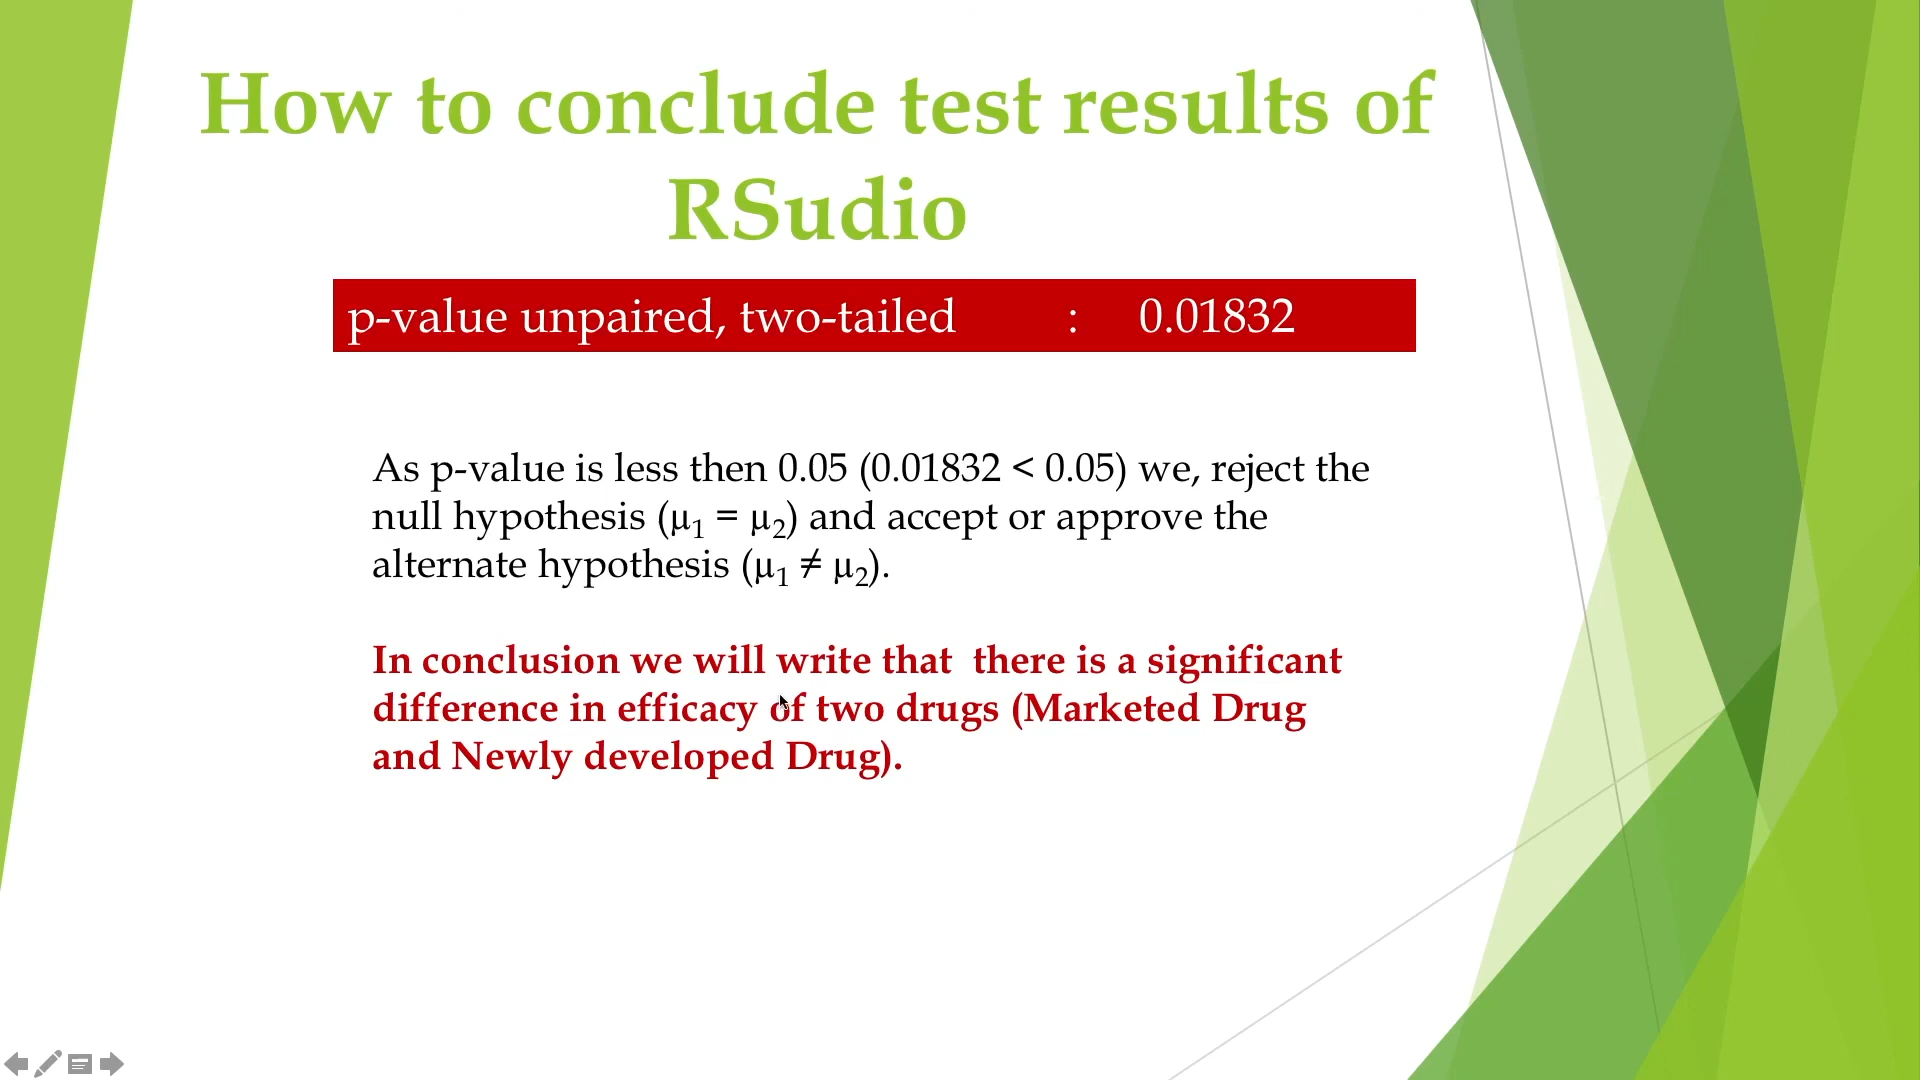 How to conclude test results of
RSudio
p-value unpaired, two-tailed : 0.01832
As p-value is less then 0.05 (0.01832 < 0.05) we, reject the
null hypothesis (µ₁ = µ₂) and accept or approve the
alternate hypothesis (µ₁ ≠ µ₂).
In conclusion we will write that  there is a significant
difference in efficacy of two drugs (Marketed Drug
and Newly developed Drug).